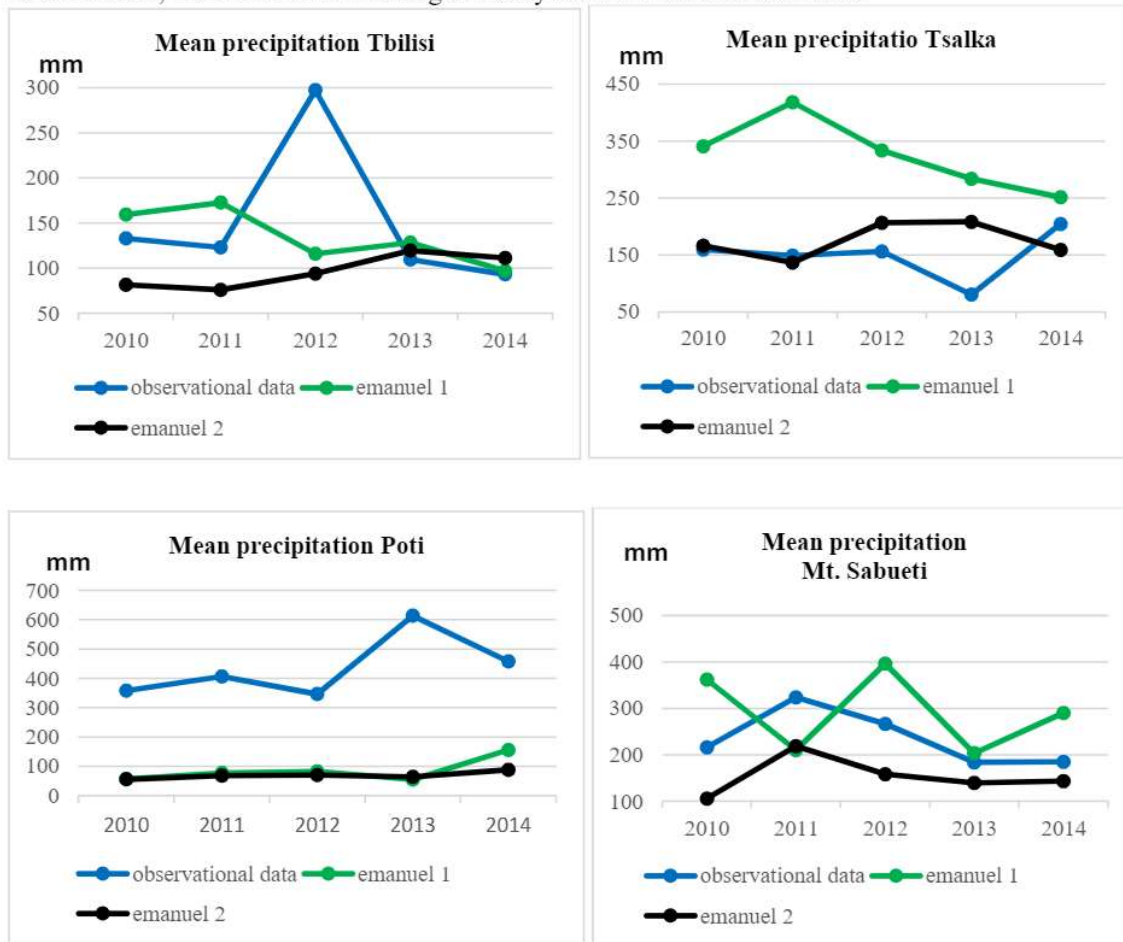 Mean precipitation Tbilisi
mm
300
250
200
150
100
50
2010 2011 2012 2013 2014
observational data emanuel 1
emanuel 2
Mean precipitatio Tsalka
mm
450
350
250
150
50
2010 2011 2012 2013 2014
observational data emanuel 1
emanuel 2
Mean precipitation Poti
mm
700
600
500
400
300
200
100
0
2010 2011 2012 2013 2014
observational data emanuel 1
emanuel 2
Mean precipitation
Mt. Sabueti
mm
500
400
300
200
100
2010 2011 2012 2013 2014
observational data emanuel 1
emanuel 2